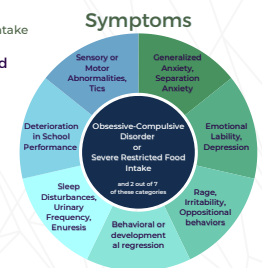 Symptoms
ntake
d
Sensory or
Motor
Abnormalities,
Tics
Generalized
Anxiety,
Separation
Anxiety
Deterioration
in School
Performance
Obsessive-Compulsive
Disorder
or
Severe Restricted Food
Intake
and 2 out of 7
of these categories
Emotional
Lability,
Depression
Sleep
Disturbances,
Urinary
Frequency,
Enuresis
Rage,
Irritability,
Oppositional
behaviors
Behavioral or
development
al regression